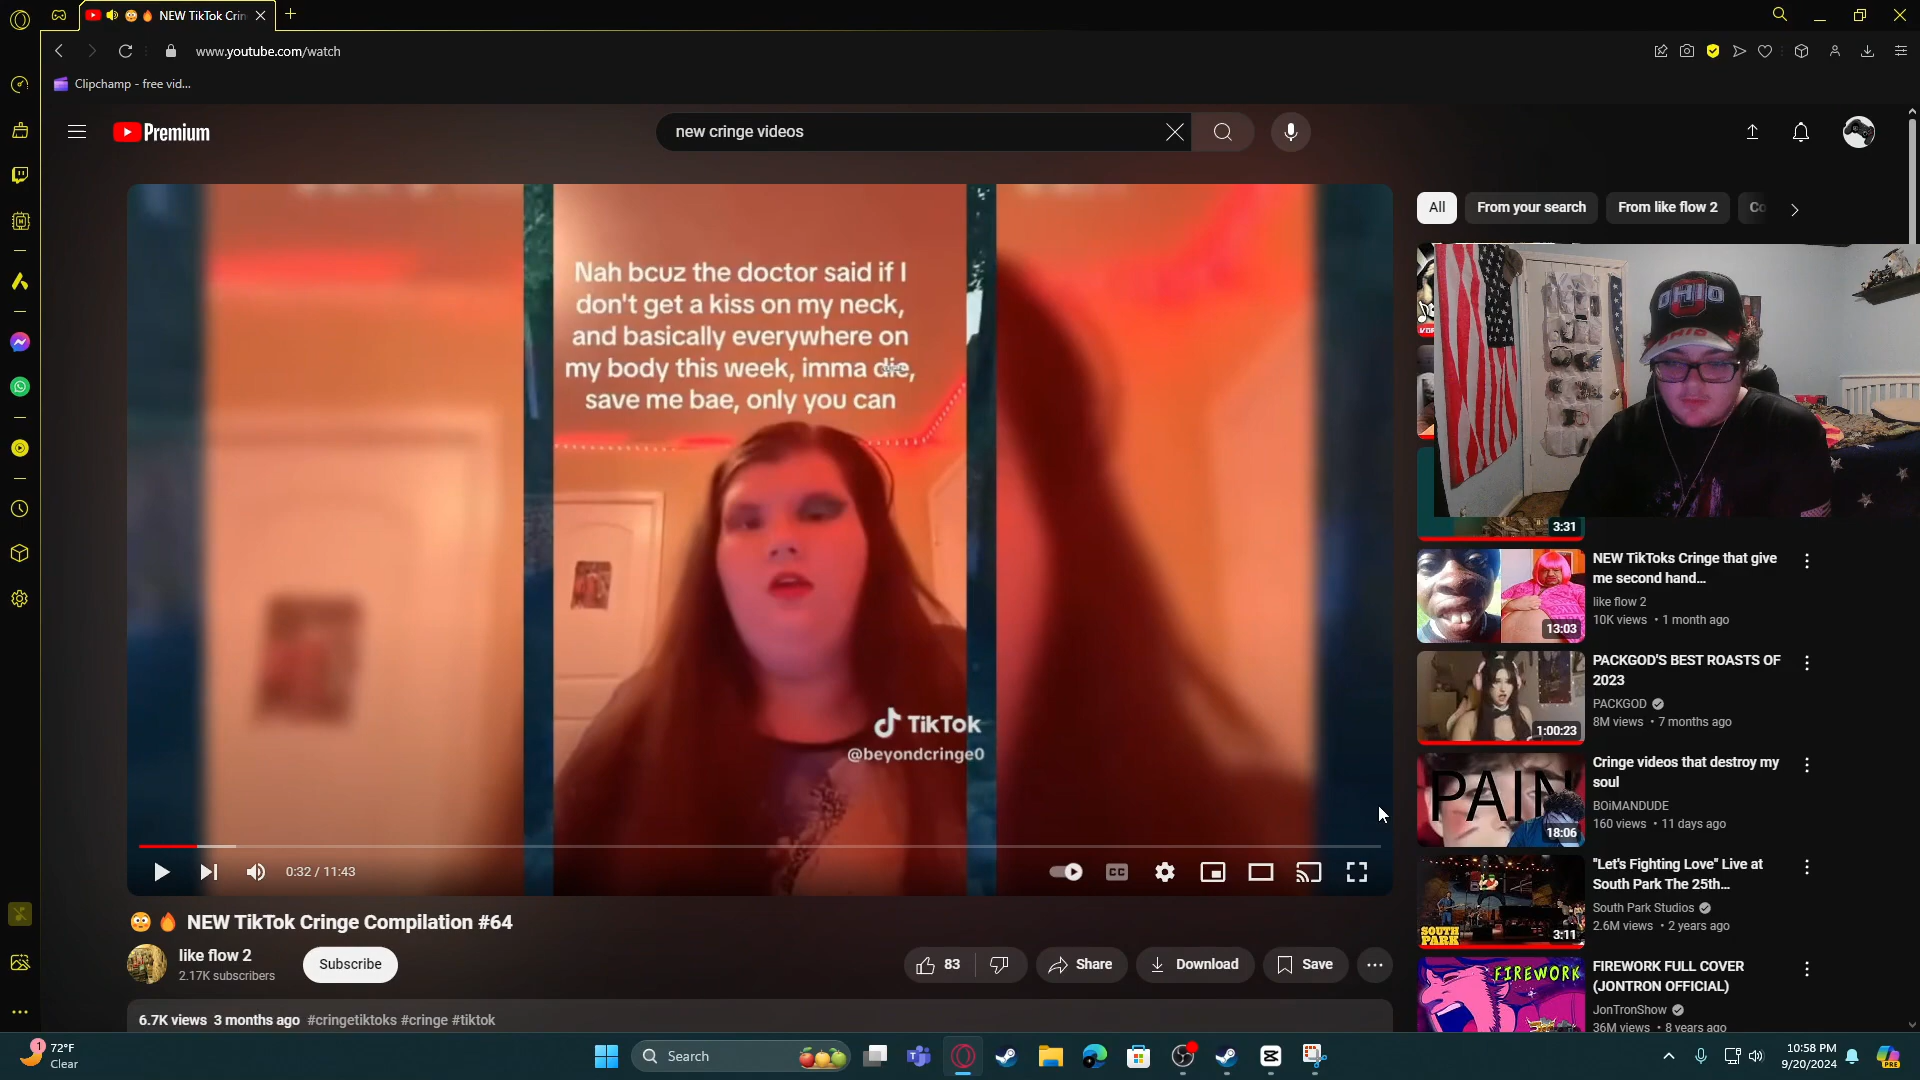 NEW TikTok Crin
www.youtube.com/watch
Clipchamp - free vid...
Premium
new cringe videos
All
From your search
From like flow 2
Co
Nah bcuz the doctor said if I
don't get a kiss on my neck,
and basically everywhere on
my body this week, imma die,
save me bae, only you can
TikTok
@beyondcringe0
OHIO
3:31
NEW TikToks Cringe that give
me second hand...
like flow 2
10K views • 1 month ago
13:03
PACKGOD'S BEST ROASTS OF
2023
PACKGOD
8M views • 7 months ago
1:00:23
Cringe videos that destroy my
soul
BOiMANDUDE
160 views • 11 days ago
PAIN
18:06
"Let's Fighting Love" Live at
South Park The 25th...
South Park Studios
2.6M views • 2 years ago
SOUTH
PARK
3:11
FIREWORK FULL COVER
(JONTRON OFFICIAL)
JonTronShow
36M views • 8 years ago
FIREWORK
0:32 / 11:43
CC
😳 🔥 NEW TikTok Cringe Compilation #64
like flow 2
2.17K subscribers
Subscribe
83
Share
Download
Save
6.7K views 3 months ago #cringetiktoks #cringe #tiktok
1
72°F
Clear
Search
10:58 PM
9/20/2024
PRE